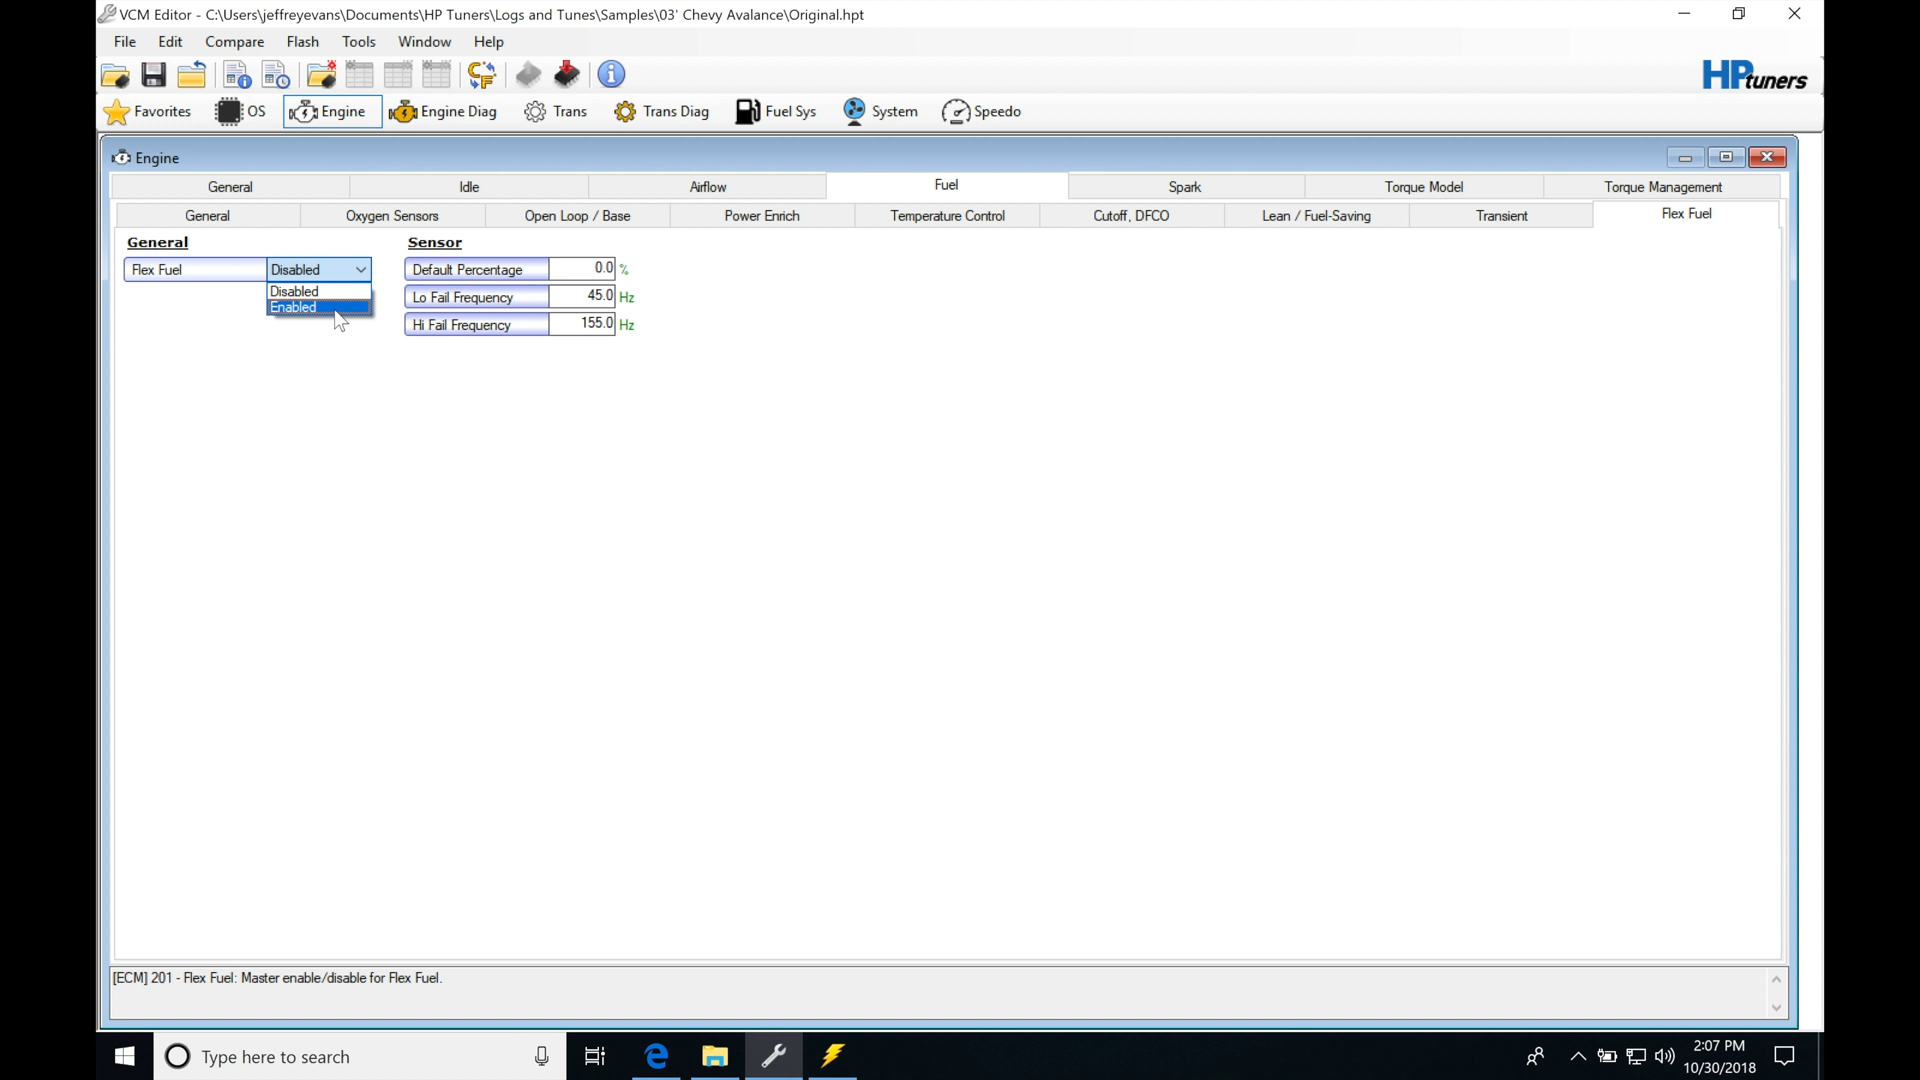 VCM Editor - C:\Users\jeffreyevans\Documents\HP Tuners\Logs and Tunes\Samples\03' Chevy Avalance\Original.hpt
File Edit Compare Flash Tools Window Help
HPtuners
Favorites OS Engine Engine Diag Trans Trans Diag Fuel Sys System Speedo
Engine
General Idle Airflow Fuel Spark Torque Model Torque Management
General Oxygen Sensors Open Loop / Base Power Enrich Temperature Control Cutoff, DFCO Lean / Fuel-Saving Transient Flex Fuel
General Sensor
Flex Fuel Disabled Default Percentage 0.0 %
Disabled Lo Fail Frequency 45.0 Hz
Enabled
Hi Fail Frequency 155.0 Hz
[ECM] 201 - Flex Fuel: Master enable/disable for Flex Fuel.
Type here to search
2:07 PM
10/30/2018